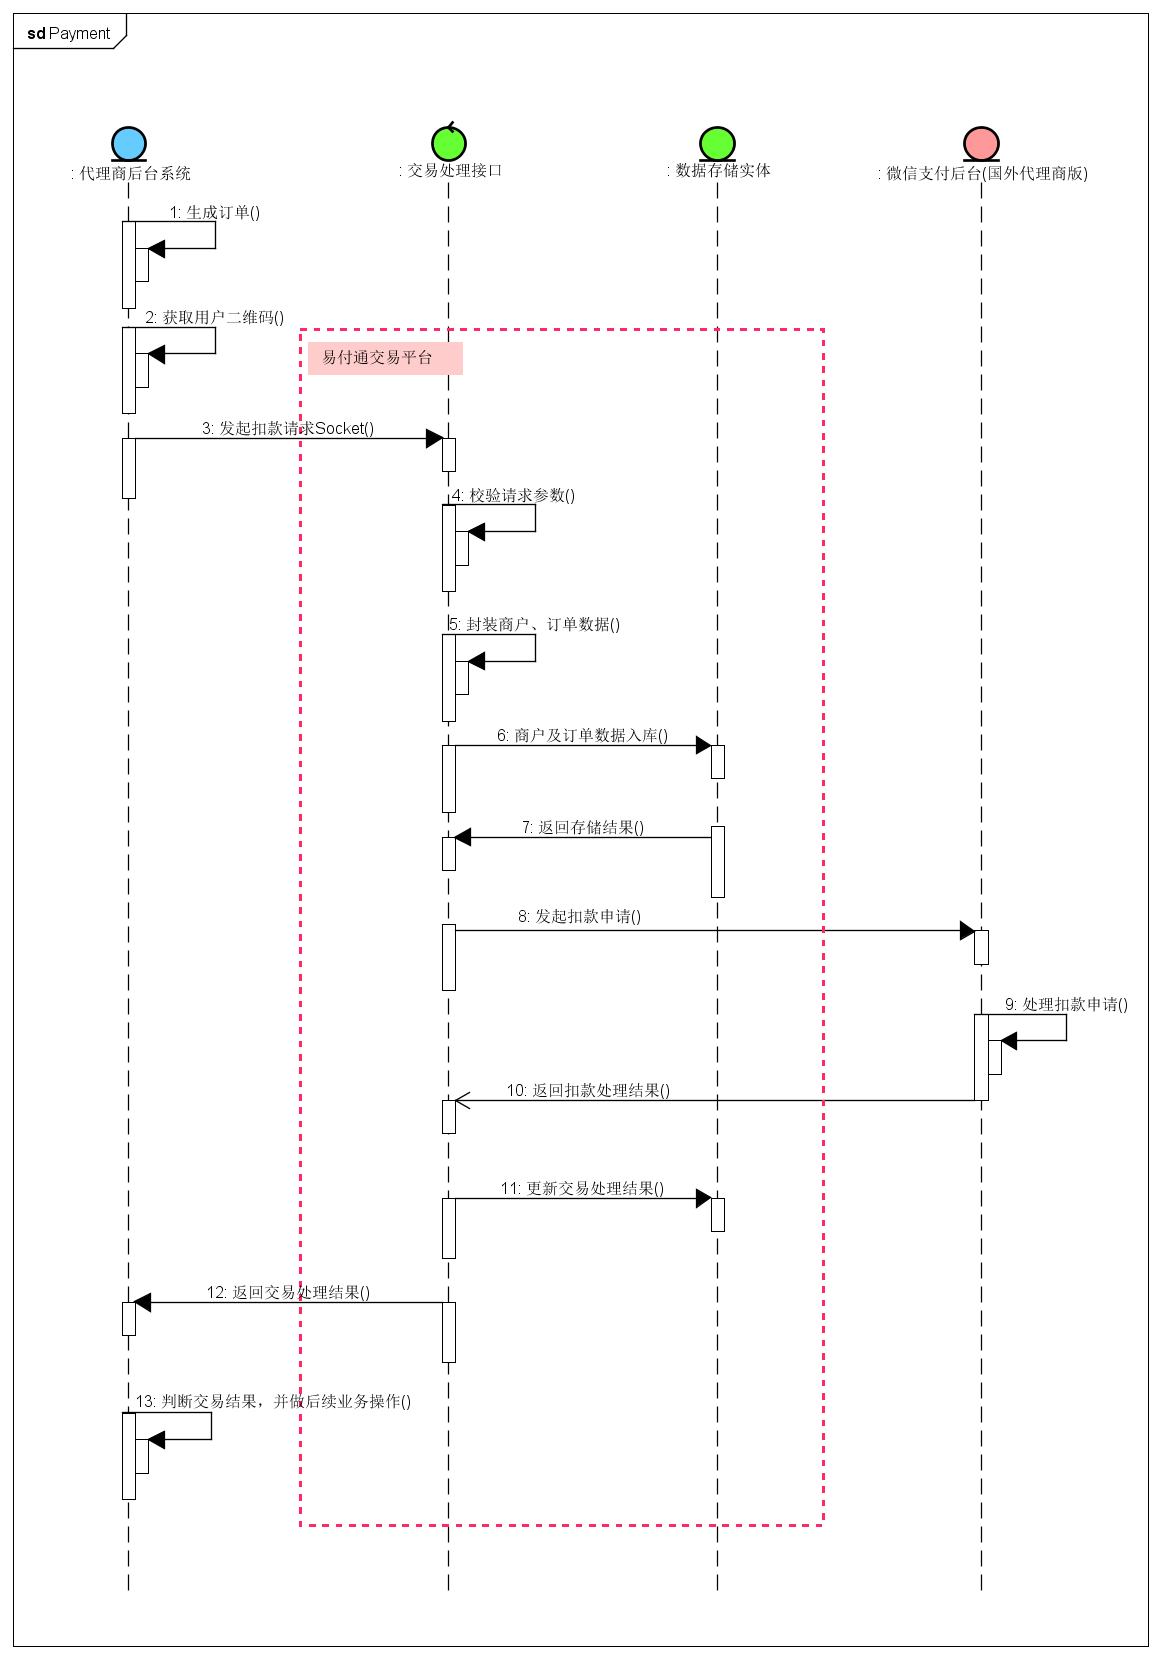 sd Payment
: 代理商后台系统
: 交易处理接口
: 数据存储实体
: 微信支付后台(国外代理商版)
1: 生成订单()
2: 获取用户二维码()
易付通交易平台
3: 发起扣款请求Socket()
4: 校验请求参数()
5: 封装商户、订单数据()
6: 商户及订单数据入库()
7: 返回存储结果()
8: 发起扣款申请()
9: 处理扣款申请()
10: 返回扣款处理结果()
11: 更新交易处理结果()
12: 返回交易处理结果()
13: 判断交易结果，并做后续业务操作()